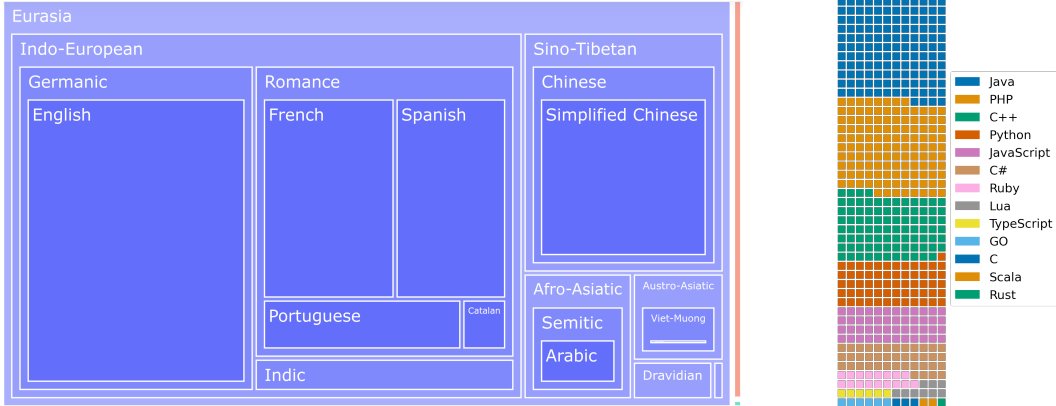 Eurasia
Indo-European
Germanic
English
Romance
French
Spanish
Portuguese
Catalan
Indic
Sino-Tibetan
Chinese
Simplified Chinese
Afro-Asiatic
Semitic
Arabic
Austro-Asiatic
Viet-Muong
Dravidian
Java
PHP
C++
Python
JavaScript
C#
Ruby
Lua
TypeScript
GO
C
Scala
Rust